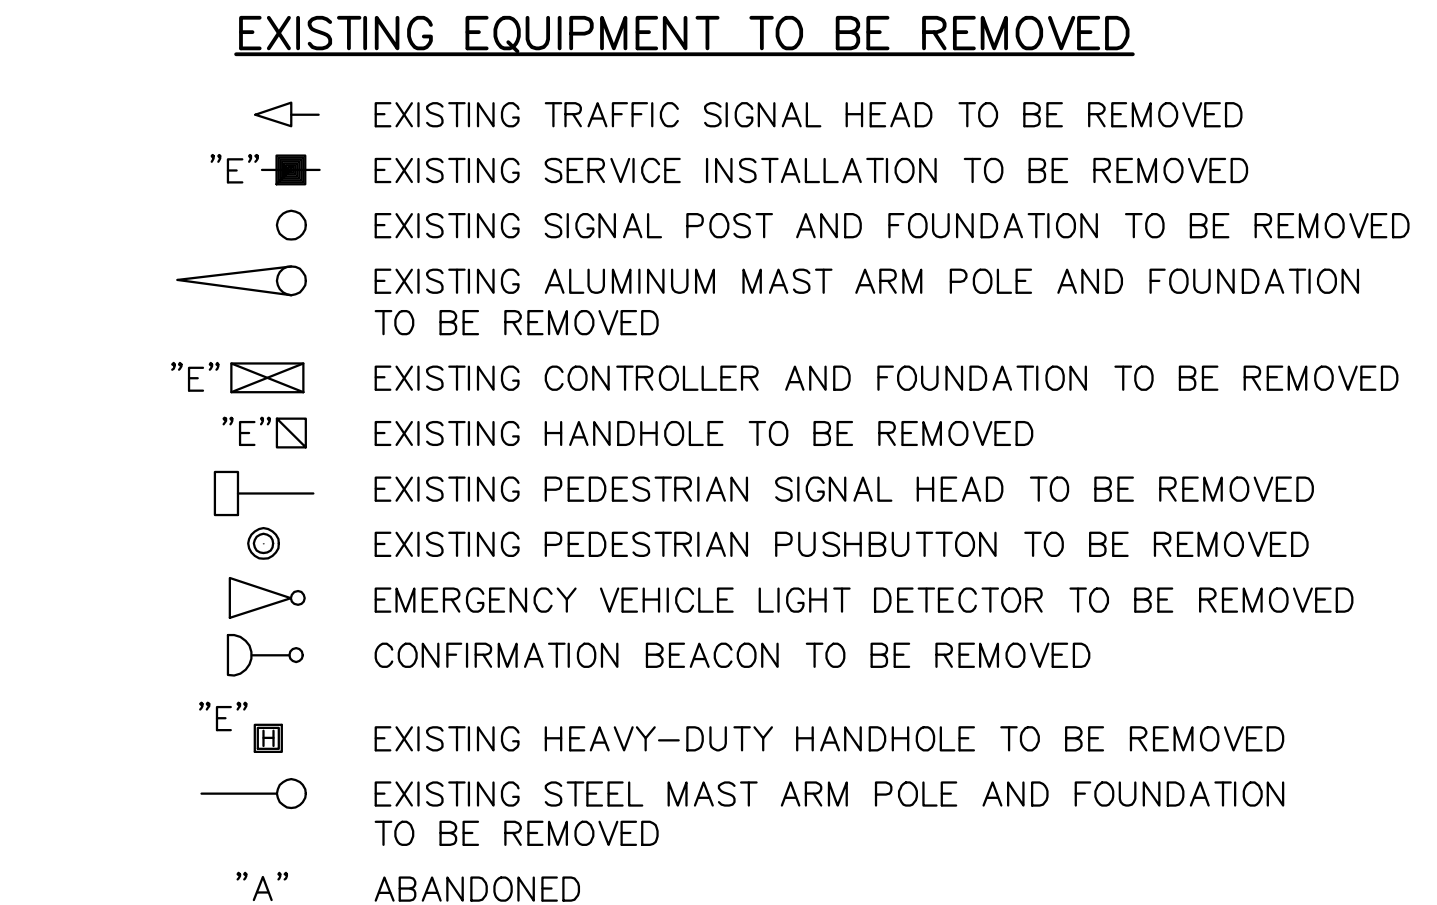 EXISTING EQUIPMENT TO BE REMOVED
EXISTING TRAFFIC SIGNAL HEAD TO BE REMOVED
"E" EXISTING SERVICE INSTALLATION TO BE REMOVED
EXISTING SIGNAL POST AND FOUNDATION TO BE REMOVED
EXISTING ALUMINUM MAST ARM POLE AND FOUNDATION
TO BE REMOVED
"E" EXISTING CONTROLLER AND FOUNDATION TO BE REMOVED
"E" EXISTING HANDHOLE TO BE REMOVED
EXISTING PEDESTRIAN SIGNAL HEAD TO BE REMOVED
EXISTING PEDESTRIAN PUSHBUTTON TO BE REMOVED
EMERGENCY VEHICLE LIGHT DETECTOR TO BE REMOVED
CONFIRMATION BEACON TO BE REMOVED
"E"
H EXISTING HEAVY-DUTY HANDHOLE TO BE REMOVED
EXISTING STEEL MAST ARM POLE AND FOUNDATION
TO BE REMOVED
"A" ABANDONED